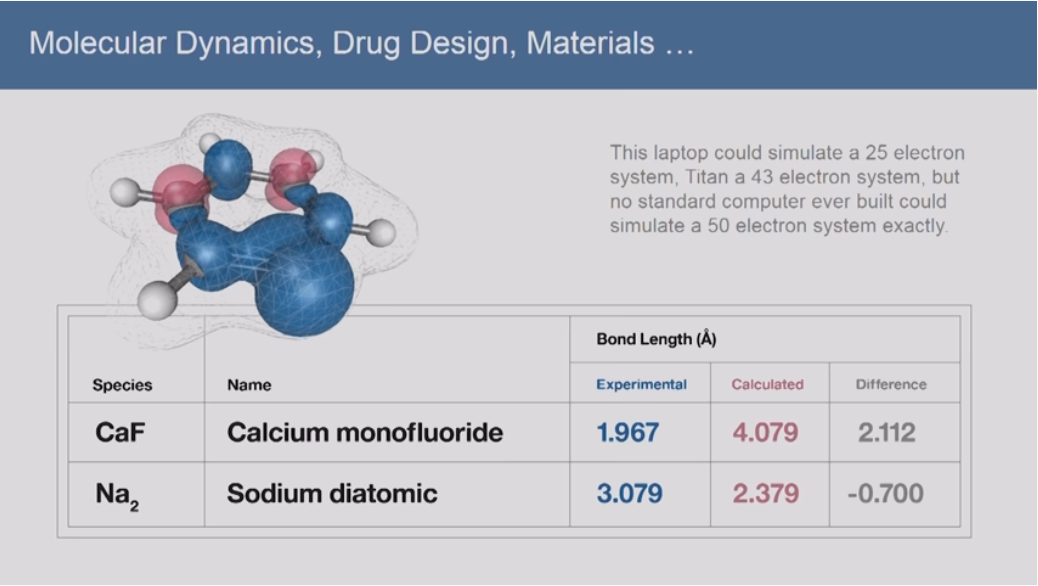 Molecular Dynamics, Drug Design, Materials ...
This laptop could simulate a 25 electron
system, Titan a 43 electron system, but
no standard computer ever built could
simulate a 50 electron system exactly.
Bond Length (Å)
Species Name Experimental Calculated Difference
CaF Calcium monofluoride 1.967 4.079 2.112
Na₂ Sodium diatomic 3.079 2.379 -0.700